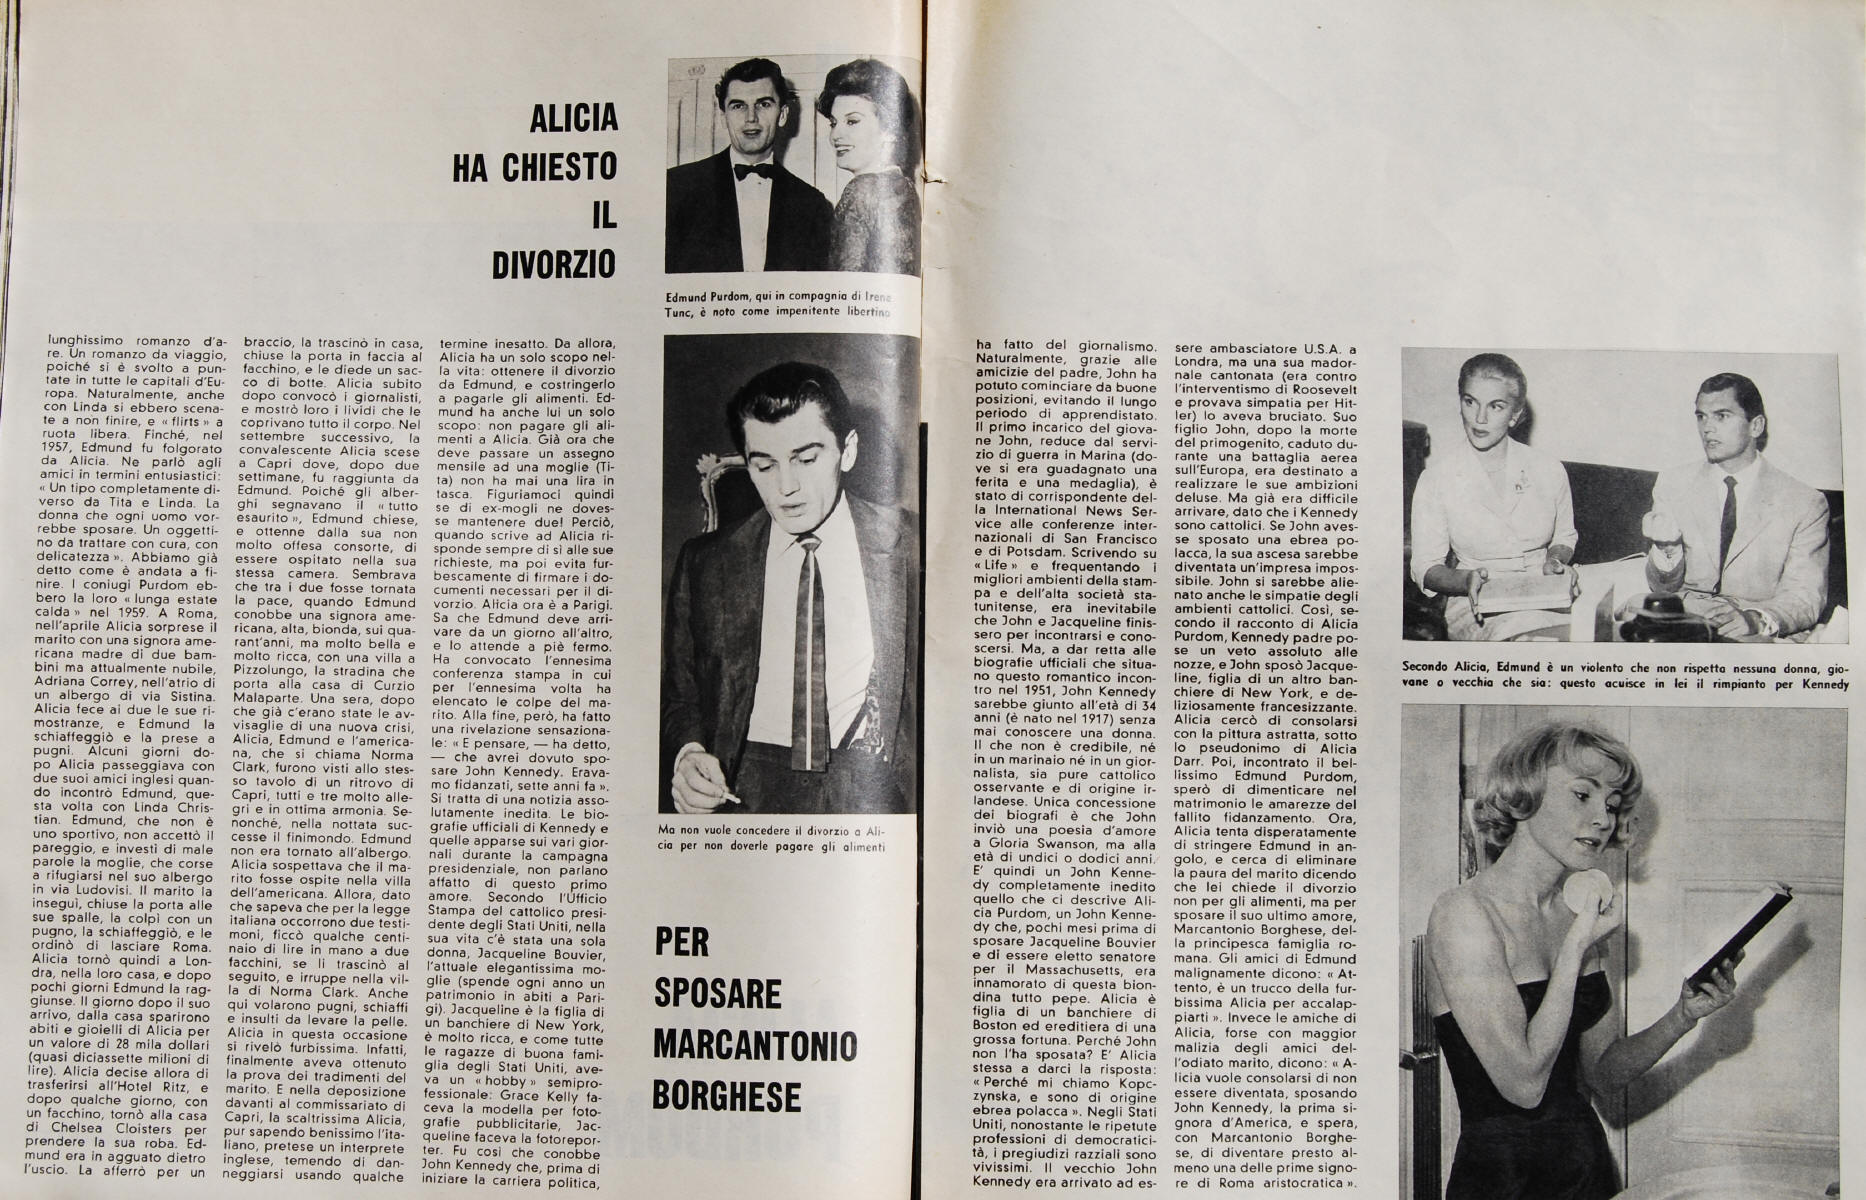 ALICIA
HA CHIESTO
IL
DIVORZIO
lunghissimo romanzo d'a-
re. Un romanzo da viaggio,
poiché si è svolto a pun-
tate in tutte le capitali d'Eu-
ropa. Naturalmente, anche
con Linda si ebbero scena-
te a non finire, e « flirts » a
ruota libera. Finché, nel
1957, Edmund fu folgorato
da Alicia. Ne parlò agli
amici in termini entusiastici:
« Un tipo completamente di-
verso da Tita e Linda. La
donna che ogni uomo vor-
rebbe sposare. Un oggetti-
no da trattare con cura, con
delicatezza ». Abbiamo già
detto come è andata a fi-
nire. I coniugi Purdom eb-
bero la loro « lunga estate
calda » nel 1959. A Roma,
nell'aprile Alicia sorprese il
marito con una signora ame-
ricana madre di due bam-
bini ma attualmente nubile,
Adriana Correy, nell'atrio di
un albergo di via Sistina.
Alicia fece ai due le sue ri-
mostranze, e Edmund la
schiaffeggiò e la prese a
pugni. Alcuni giorni do-
po Alicia passeggiava con
due suoi amici inglesi quan-
do incontrò Edmund, que-
sta volta con Linda Chris-
tian. Edmund, che non è
uno sportivo, non accettò il
pareggio, e investì di male
parole la moglie, che corse
a rifugiarsi nel suo albergo
in via Ludovisi. Il marito la
inseguì, chiuse la porta alle
sue spalle, la colpì con un
pugno, la schiaffeggiò, e le
ordinò di lasciare Roma.
Alicia tornò quindi a Lon-
dra, nella loro casa, e dopo
pochi giorni Edmund la rag-
giunse. Il giorno dopo il suo
arrivo, dalla casa sparirono
abiti e gioielli di Alicia per
un valore di 28 mila dollari
(quasi diciassette milioni di
lire). Alicia decise allora di
trasferirsi all'Hotel Ritz, e
dopo qualche giorno, con
un facchino, tornò alla casa
di Chelsea Cloisters per
prendere la sua roba. Ed-
mund era in agguato dietro
l'uscio. La afferrò per un
braccio, la trascinò in casa,
chiuse la porta in faccia al
facchino, e le diede un sac-
co di botte. Alicia subito
dopo convocò i giornalisti,
e mostrò loro i lividi che le
coprivano tutto il corpo. Nel
settembre successivo, la
convalescente Alicia scese
a Capri dove, dopo due
settimane, fu raggiunta da
Edmund. Poiché gli alber-
ghi segnavano il « tutto
esaurito », Edmund chiese,
e ottenne dalla sua non
molto offesa consorte, di
essere ospitato nella sua
stessa camera. Sembrava
che tra i due fosse tornata
la pace, quando Edmund
conobbe una signora ame-
ricana, alta, bionda, sui qua-
rant'anni, ma molto bella e
molto ricca, con una villa a
Pizzolungo, la stradina che
porta alla casa di Curzio
Malaparte. Una sera, dopo
che già c'erano state le av-
visaglie di una nuova crisi,
Alicia, Edmund e l'america-
na, che si chiama Norma
Clark, furono visti allo stes-
so tavolo di un ritrovo di
Capri, tutti e tre molto alle-
gri e in ottima armonia. Se-
nonché, nella nottata suc-
cesse il finimondo. Edmund
non era tornato all'albergo.
Alicia sospettava che il ma-
rito fosse ospite nella villa
dell'americana. Allora, dato
che sapeva che per la legge
italiana occorrono due testi-
moni, ficcò qualche centi-
naio di lire in mano a due
facchini, se li trascinò al
seguito, e irruppe nella vil-
la di Norma Clark. Anche
qui volarono pugni, schiaffi
e insulti da levare la pelle.
Alicia in questa occasione
si rivelò furbissima. Infatti,
finalmente aveva ottenuto
la prova dei tradimenti del
marito. E nella deposizione
davanti al commissariato di
Capri, la scaltrissima Alicia,
pur sapendo benissimo l'ita-
liano, pretese un interprete
inglese, temendo di dan-
neggiarsi usando qualche
termine inesatto. Da allora,
Alicia ha un solo scopo nel-
la vita: ottenere il divorzio
da Edmund, e costringerlo
a pagarle gli alimenti. Ed-
mund ha anche lui un solo
scopo: non pagare gli ali-
menti a Alicia. Già ora che
deve passare un assegno
mensile ad una moglie (Ti-
ta) non ha mai una lira in
tasca. Figuriamoci quindi
se di ex-mogli ne doves-
se mantenere due! Perciò,
quando scrive ad Alicia ri-
sponde sempre di sì alle sue
richieste, ma poi evita fur-
bescamente di firmare i do-
cumenti necessari per il di-
vorzio. Alicia ora è a Parigi.
Sa che Edmund deve arri-
vare da un giorno all'altro,
e lo attende a piè fermo.
Ha convocato l'ennesima
conferenza stampa in cui
per l'ennesima volta ha
elencato le colpe del ma-
rito. Alla fine, però, ha fatto
una rivelazione sensaziona-
le: « E pensare, — ha detto,
— che avrei dovuto spo-
sare John Kennedy. Erava-
mo fidanzati, sette anni fa ».
Si tratta di una notizia asso-
lutamente inedita. Le bio-
grafie ufficiali di Kennedy e
quelle apparse sui vari gior-
nali durante la campagna
presidenziale, non parlano
affatto di questo primo
amore. Secondo l'Ufficio
Stampa del cattolico presi-
dente degli Stati Uniti, nella
sua vita c'è stata una sola
donna, Jacqueline Bouvier,
l'attuale elegantissima mo-
glie (spende ogni anno un
patrimonio in abiti a Pari-
gi). Jacqueline è la figlia di
un banchiere di New York,
è molto ricca, e come tutte
le ragazze di buona fami-
glia degli Stati Uniti, ave-
va un « hobby » semipro-
fessionale: Grace Kelly fa-
ceva la modella per foto-
grafie pubblicitarie, Jac-
queline faceva la fotorepor-
ter. Fu così che conobbe
John Kennedy che, prima di
iniziare la carriera politica,
Edmund Purdom, qui in compagnia di Irene
Tunc, è noto come impenitente libertino
Ma non vuole concedere il divorzio a Ali-
cia per non doverle pagare gli alimenti
PER
SPOSARE
MARCANTONIO
BORGHESE
ha fatto del giornalismo.
Naturalmente, grazie alle
amicizie del padre, John ha
potuto cominciare da buone
posizioni, evitando il lungo
periodo di apprendistato.
Il primo incarico del giova-
ne John, reduce dal servi-
zio di guerra in Marina (do-
ve si era guadagnato una
ferita e una medaglia), è
stato di corrispondente del-
la International News Ser-
vice alle conferenze inter-
nazionali di San Francisco
e di Potsdam. Scrivendo su
« Life » e frequentando i
migliori ambienti della stam-
pa e dell'alta società sta-
tunitense, era inevitabile
che John e Jacqueline finis-
sero per incontrarsi e cono-
scersi. Ma, a dar retta alle
biografie ufficiali che situa-
no questo romantico incon-
tro nel 1951, John Kennedy
sarebbe giunto all'età di 34
anni (è nato nel 1917) senza
mai conoscere una donna.
Il che non è credibile, né
in un marinaio né in un gior-
nalista, sia pure cattolico
osservante e di origine ir-
landese. Unica concessione
dei biografi è che John
inviò una poesia d'amore
a Gloria Swanson, ma alla
età di undici o dodici anni.
E' quindi un John Kenne-
dy completamente inedito
quello che ci descrive Ali-
cia Purdom, un John Kenne-
dy che, pochi mesi prima di
sposare Jacqueline Bouvier
e di essere eletto senatore
per il Massachusetts, era
innamorato di questa bion-
dina tutto pepe. Alicia è
figlia di un banchiere di
Boston ed ereditiera di una
grossa fortuna. Perché John
non l'ha sposata? E' Alicia
stessa a darci la risposta:
« Perché mi chiamo Kopc-
zynska, e sono di origine
ebrea polacca ». Negli Stati
Uniti, nonostante le ripetute
professioni di democratici-
tà, i pregiudizi razziali sono
vivissimi. Il vecchio John
Kennedy era arrivato ad es-
sere ambasciatore U.S.A. a
Londra, ma una sua mador-
nale cantonata (era contro
l'interventismo di Roosevelt
e provava simpatia per Hit-
ler) lo aveva bruciato. Suo
figlio John, dopo la morte
del primogenito, caduto du-
rante una battaglia aerea
sull'Europa, era destinato a
realizzare le sue ambizioni
deluse. Ma già era difficile
arrivare, dato che i Kennedy
sono cattolici. Se John aves-
se sposato una ebrea po-
lacca, la sua ascesa sarebbe
diventata un'impresa impos-
sibile. John si sarebbe alie-
nato anche le simpatie degli
ambienti cattolici. Così, se-
condo il racconto di Alicia
Purdom, Kennedy padre po-
se un veto assoluto alle
nozze, e John sposò Jacque-
line, figlia di un altro ban-
chiere di New York, e de-
liziosamente francesizzante.
Alicia cercò di consolarsi
con la pittura astratta, sotto
lo pseudonimo di Alicia
Darr. Poi, incontrato il bel-
lissimo Edmund Purdom,
sperò di dimenticare nel
matrimonio le amarezze del
fallito fidanzamento. Ora,
Alicia tenta disperatamente
di stringere Edmund in an-
golo, e cerca di eliminare
la paura del marito dicendo
che lei chiede il divorzio
non per gli alimenti, ma per
sposare il suo ultimo amore,
Marcantonio Borghese, del-
la principesca famiglia ro-
mana. Gli amici di Edmund
malignamente dicono: « At-
tento, è un trucco della fur-
bissima Alicia per accalap-
piarti ». Invece le amiche di
Alicia, forse con maggior
malizia degli amici del-
l'odiato marito, dicono: « A-
licia vuole consolarsi di non
essere diventata, sposando
John Kennedy, la prima si-
gnora d'America, e spera,
con Marcantonio Borghe-
se, di diventare presto al-
meno una delle prime signo-
re di Roma aristocratica ».
Secondo Alicia, Edmund è un violento che non rispetta nessuna donna, gio-
vane o vecchia che sia: questo acuisce in lei il rimpianto per Kennedy